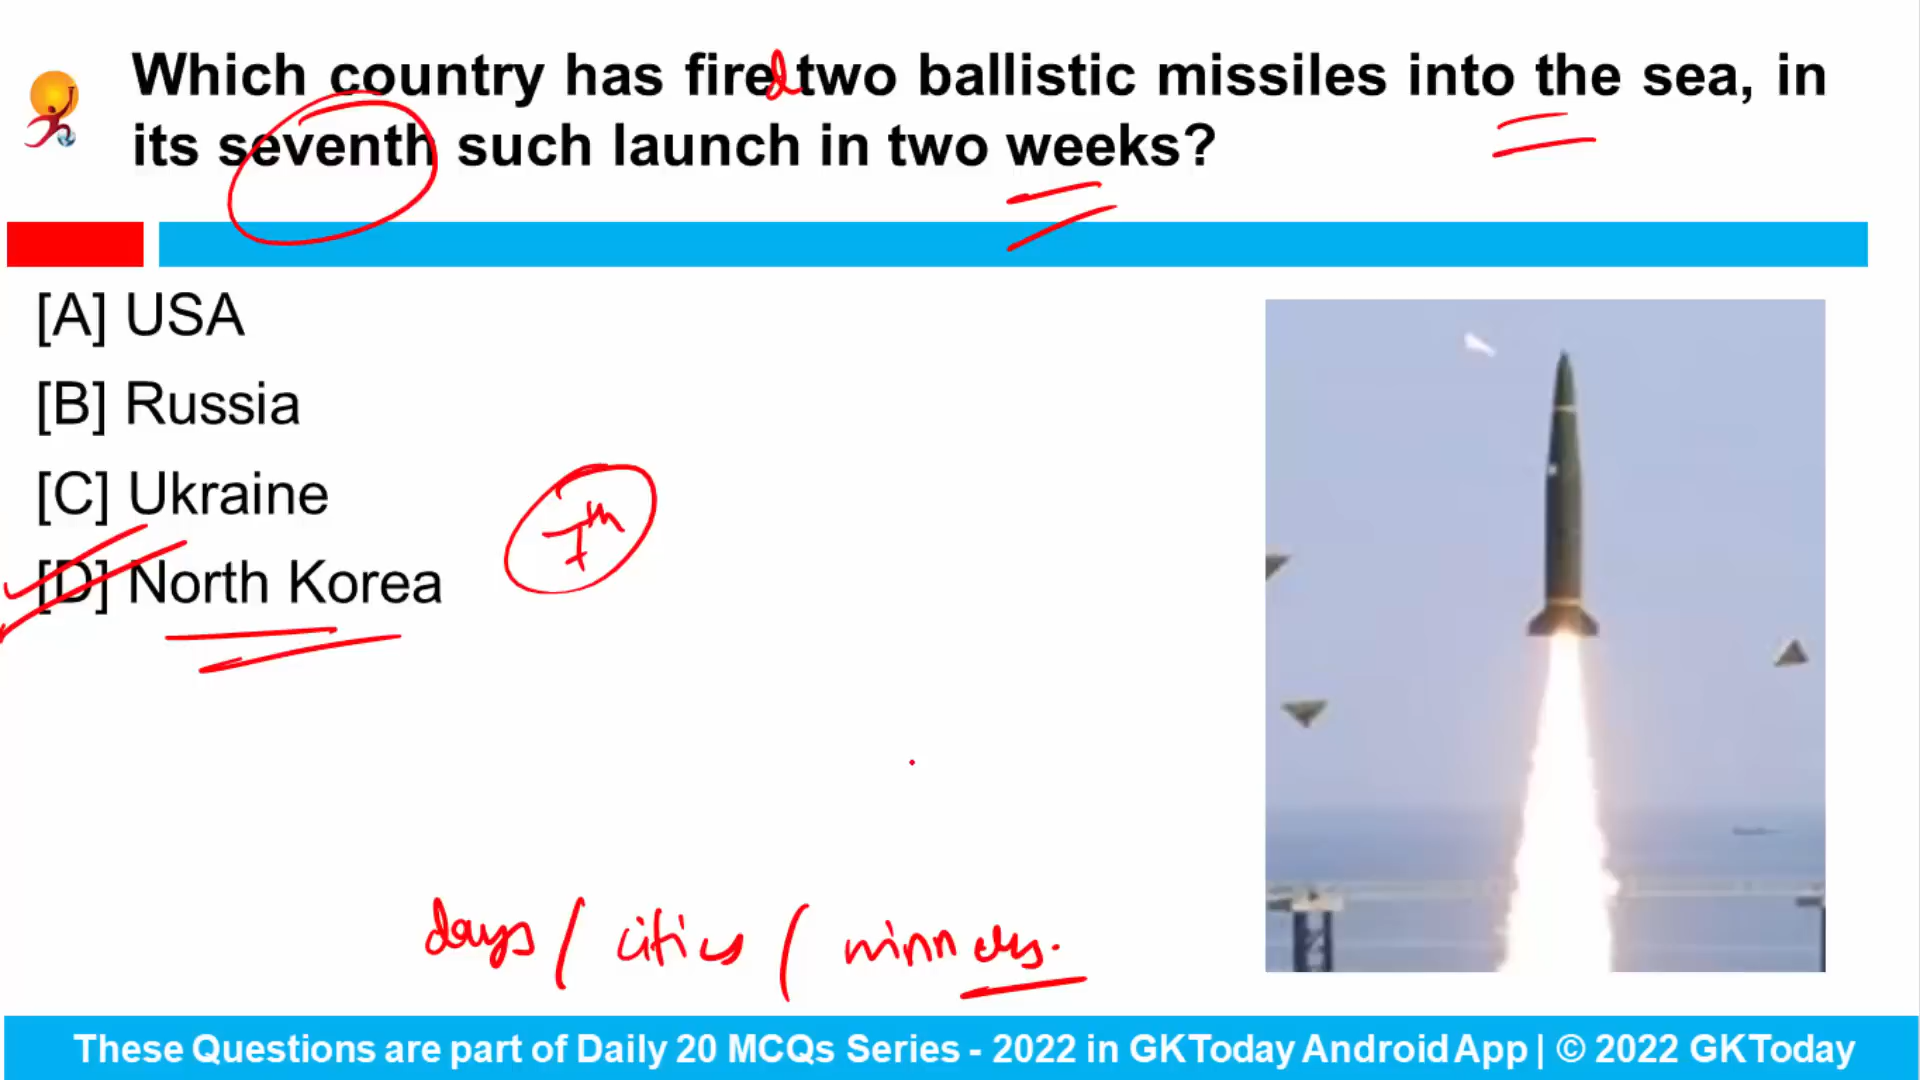 Which country has fired two ballistic missiles into the sea, in
its seventh such launch in two weeks?
[A] USA
[B] Russia
[C] Ukraine
7th
[D] North Korea
days / cities / winners.
These Questions are part of Daily 20 MCQs Series - 2022 in GKToday Android App | © 2022 GKToday